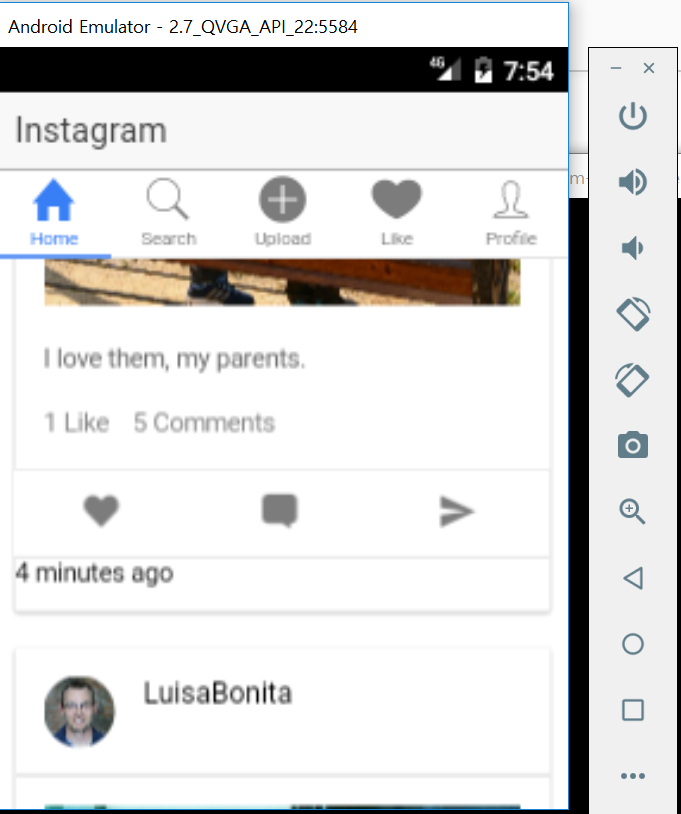 Android Emulator - 2.7_QVGA_API_22:5584
4G 7:54
Instagram
Home Search Upload Like Profile
I love them, my parents.
1 Like 5 Comments
4 minutes ago
LuisaBonita